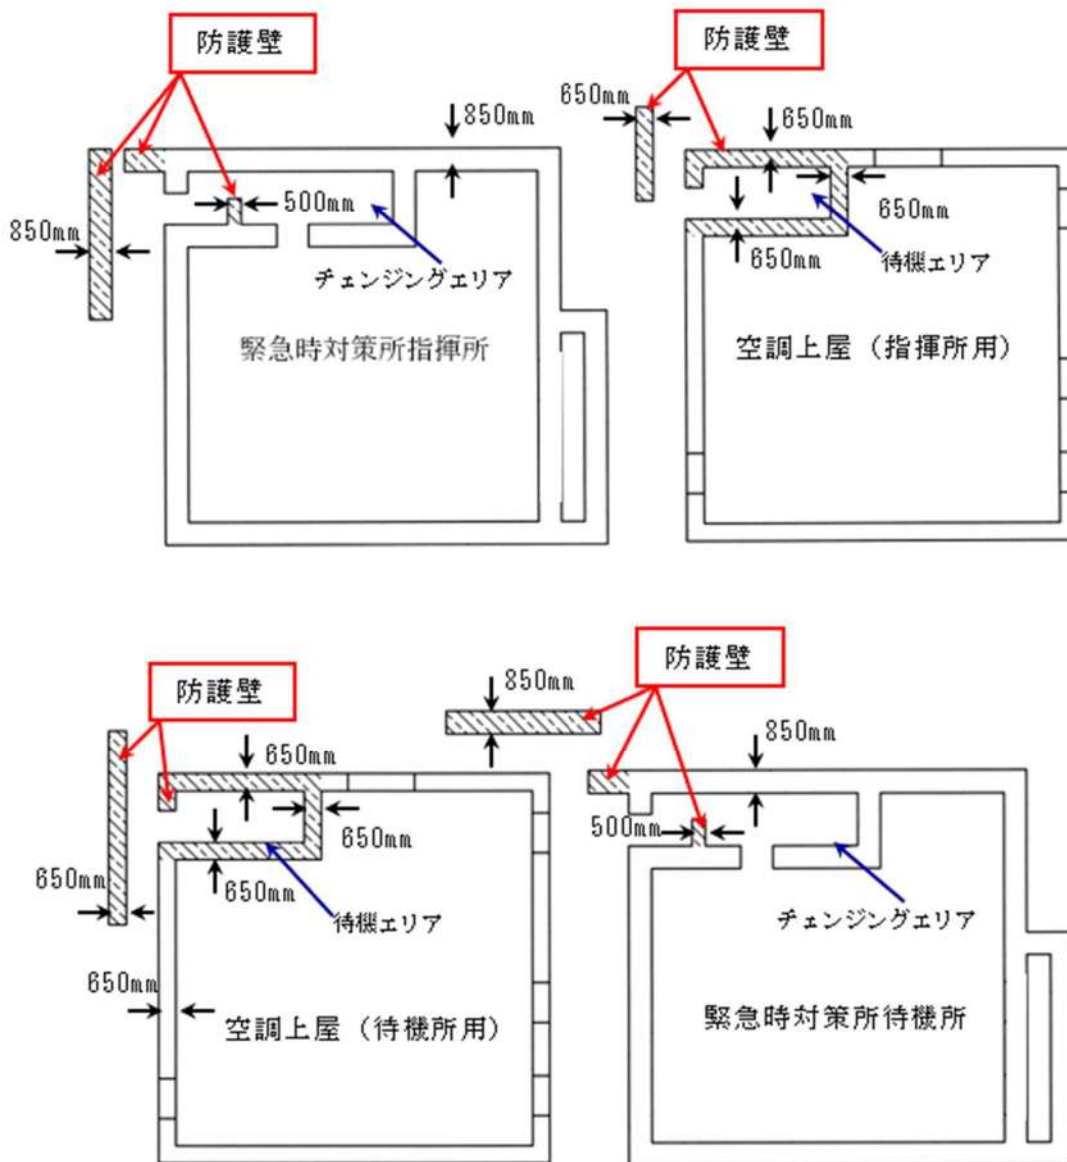 防護壁
850㎜
500㎜
850㎜
チェンジングエリア
緊急時対策所指揮所
防護壁
650㎜
650㎜
650㎜
650㎜
待機エリア
空調上屋（指揮所用）
防護壁
650㎜
650㎜
650㎜
650㎜
待機エリア
650㎜
空調上屋（待機所用）
防護壁
850㎜
850㎜
500㎜
チェンジングエリア
緊急時対策所待機所